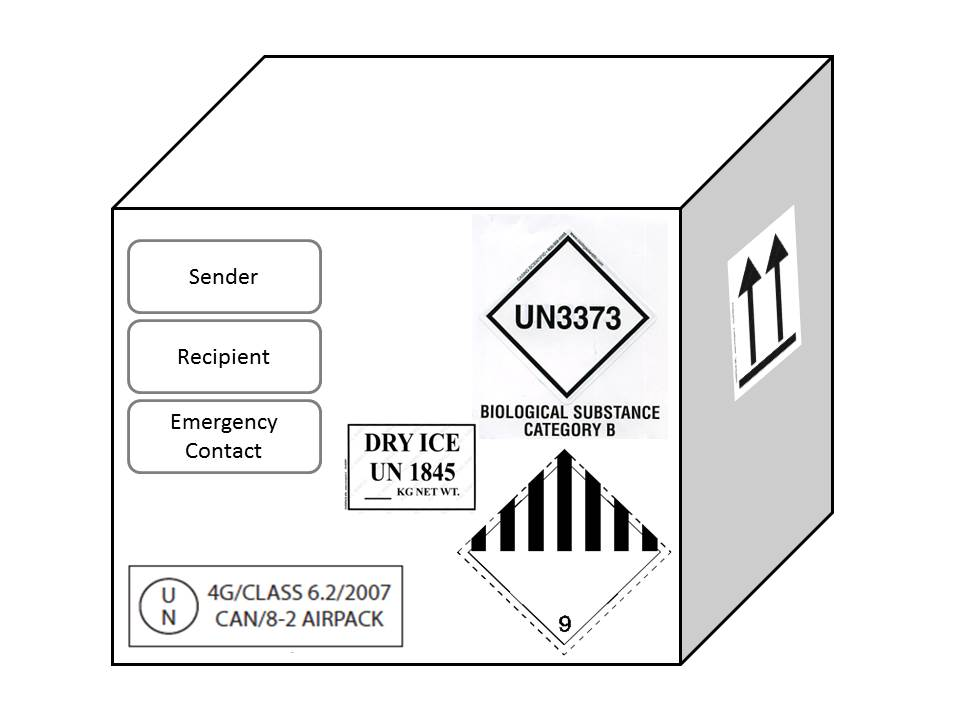 Sender
Recipient
Emergency
Contact
UN3373
BIOLOGICAL SUBSTANCE
CATEGORY B
DRY ICE
UN 1845
KG NET WT.
9
U
N
4G/CLASS 6.2/2007
CAN/8-2 AIRPACK